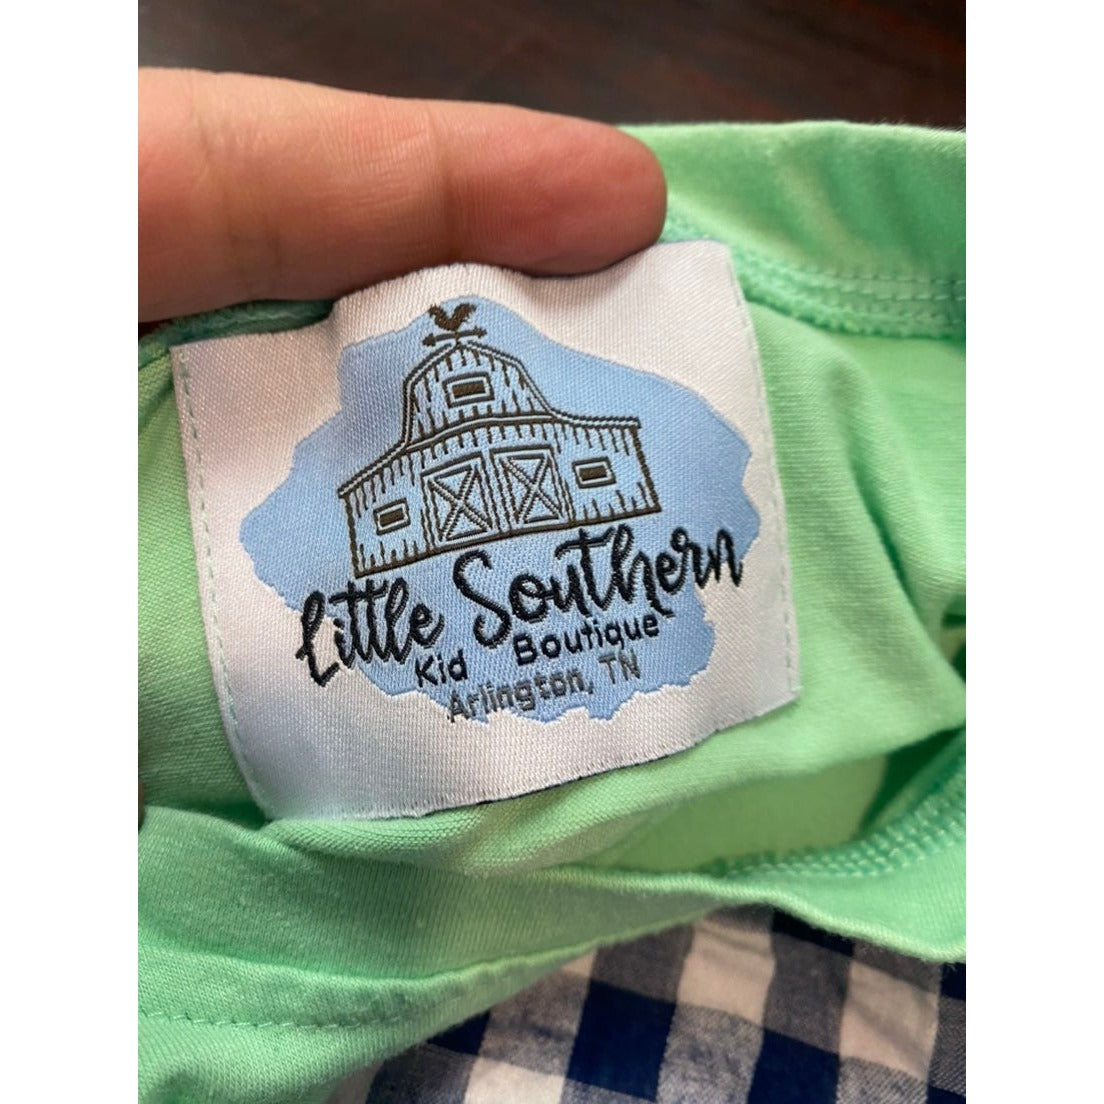 Little Southern
Kid Boutique
Arlington, TN